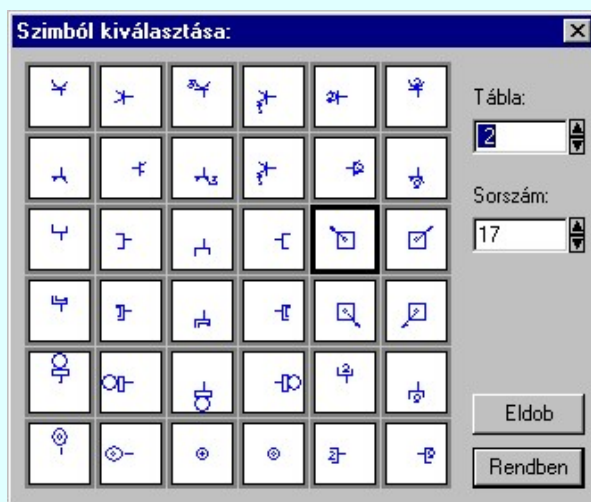 Szimból kiválasztása:
Tábla:
2
Sorszám:
17
Eldob
Rendben